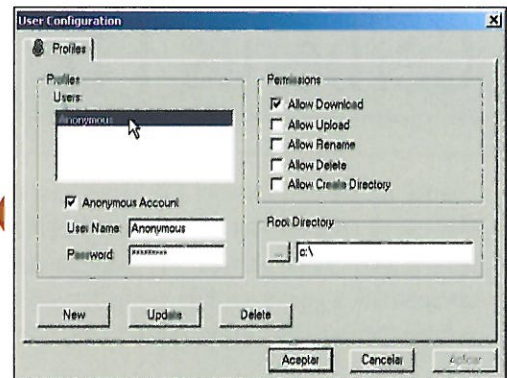 User Configuration
Profiles
Profiles
Users:
Anonymous
Anonymous Account
User Name: Anonymous
Password: *********
New
Update
Delete
Permissions
Allow Download
Allow Upload
Allow Rename
Allow Delete
Allow Create Directory
Root Directory
... c:\
Aceptar
Cancelar
Aplicar